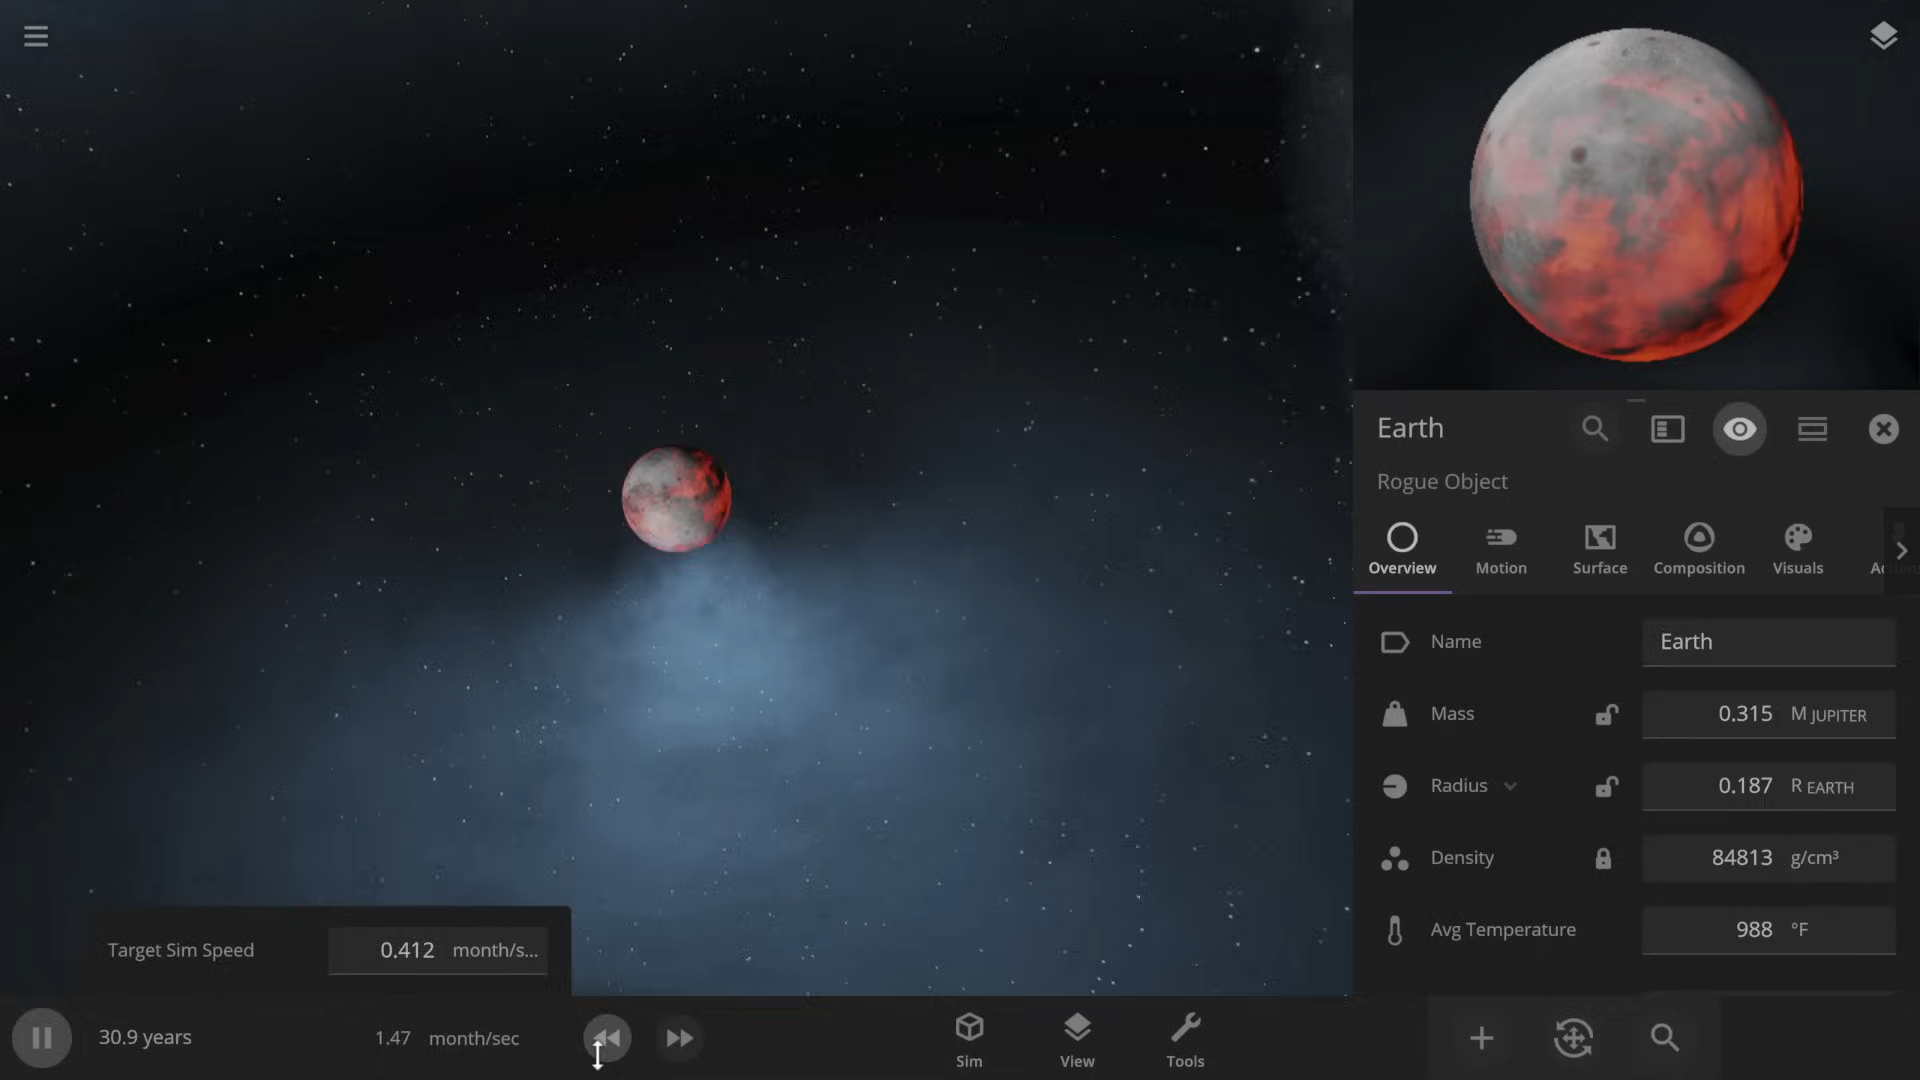 Earth
Rogue Object
Overview
Motion
Surface
Composition
Visuals
Name
Earth
Mass
0.315 M JUPITER
Radius
0.187 R EARTH
Density
84813 g/cm³
Avg Temperature
988 °F
Target Sim Speed
0.412 month/s...
30.9 years
1.47 month/sec
Sim
View
Tools